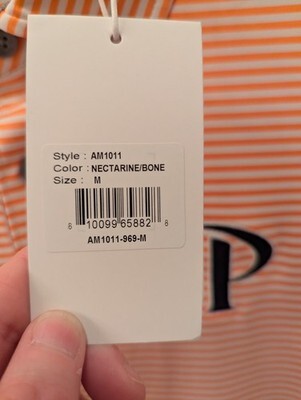 Style : AM1011
Color : NECTARINE/BONE
Size : M
8 10099 65882 8
AM1011-969-M
P